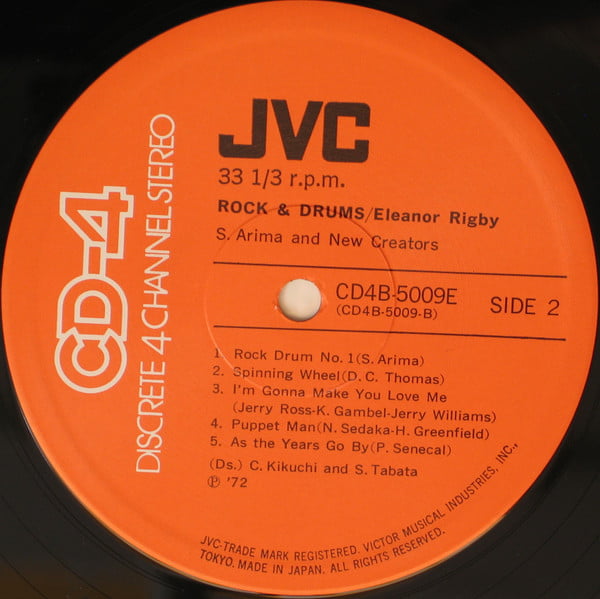 JVC
33 1/3 r.p.m.
ROCK & DRUMS/Eleanor Rigby
S. Arima and New Creators
CD4B-5009E SIDE 2
(CD4B-5009-B)
1. Rock Drum No. 1 (S. Arima)
2. Spinning Wheel (D. C. Thomas)
3. I'm Gonna Make You Love Me
(Jerry Ross-K. Gambel-Jerry Williams)
4. Puppet Man (N. Sedaka-H. Greenfield)
5. As the Years Go By (P. Senecal)
(Ds.) C. Kikuchi and S. Tabata
℗ '72
CD-4
DISCRETE 4 CHANNEL STEREO
JVC-TRADE MARK REGISTERED. VICTOR MUSICAL INDUSTRIES, INC.,
TOKYO. MADE IN JAPAN. ALL RIGHTS RESERVED.